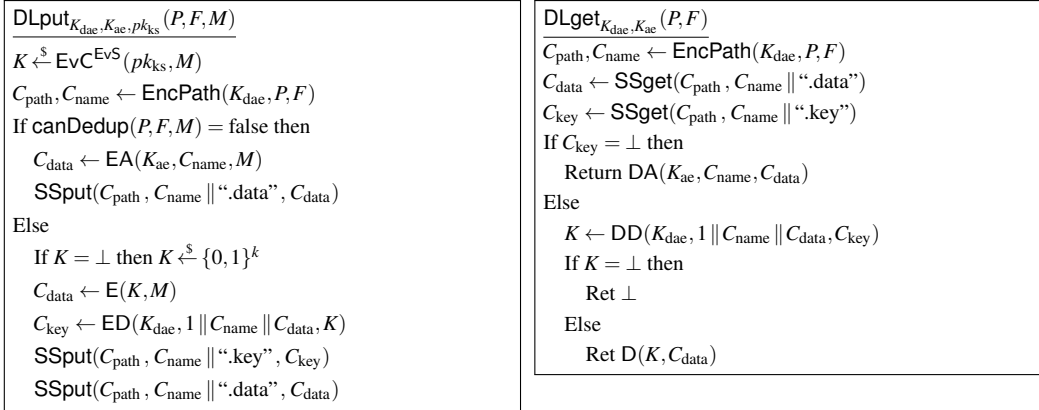 DLput_{K_dae, K_ae, pk_ks}(P, F, M)
K ←$ EvC^{EvS}(pk_ks, M)
C_path, C_name ← EncPath(K_dae, P, F)
If canDedup(P, F, M) = false then
C_data ← EA(K_ae, C_name, M)
SSput(C_path, C_name ∥ “.data”, C_data)
Else
If K = ⊥ then K ←$ {0, 1}^k
C_data ← E(K, M)
C_key ← ED(K_dae, 1 ∥ C_name ∥ C_data, K)
SSput(C_path, C_name ∥ “.key”, C_key)
SSput(C_path, C_name ∥ “.data”, C_data)
DLget_{K_dae, K_ae}(P, F)
C_path, C_name ← EncPath(K_dae, P, F)
C_data ← SSget(C_path, C_name ∥ “.data”)
C_key ← SSget(C_path, C_name ∥ “.key”)
If C_key = ⊥ then
Return DA(K_ae, C_name, C_data)
Else
K ← DD(K_dae, 1 ∥ C_name ∥ C_data, C_key)
If K = ⊥ then
Ret ⊥
Else
Ret D(K, C_data)